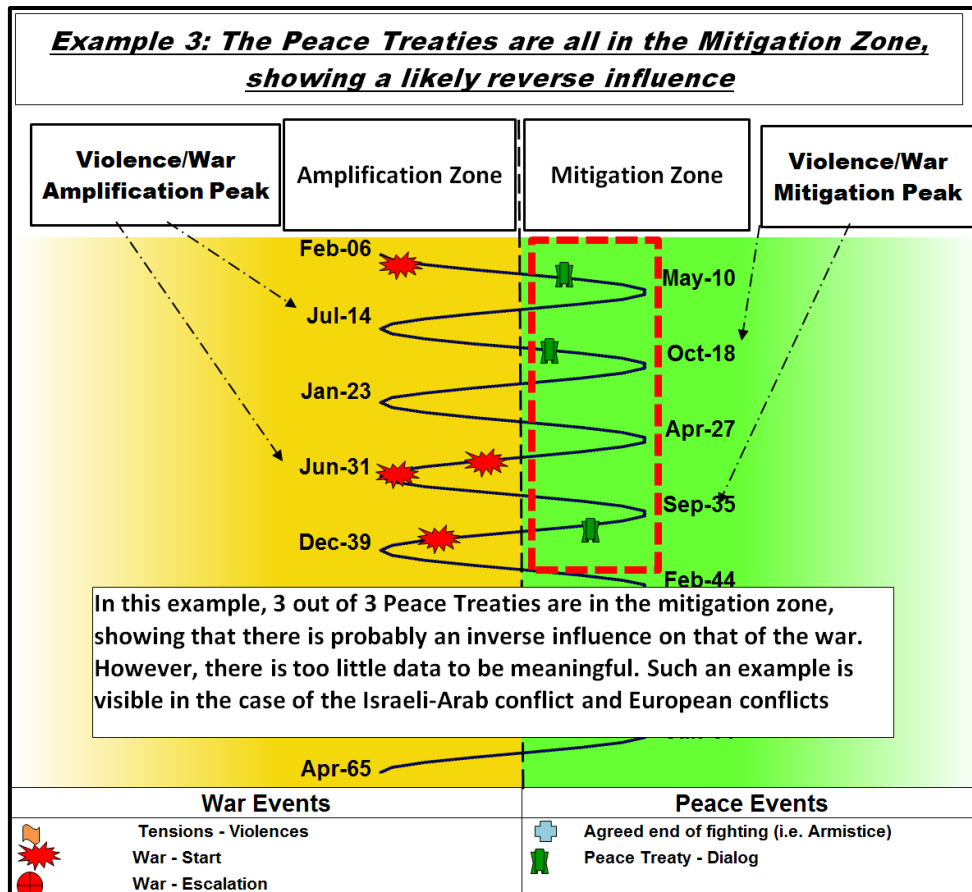 Example 3: The Peace Treaties are all in the Mitigation Zone,
showing a likely reverse influence
Violence/War
Amplification Peak
Amplification Zone
Mitigation Zone
Violence/War
Mitigation Peak
Feb-06
May-10
Jul-14
Oct-18
Jan-23
Apr-27
Jun-31
Sep-35
Dec-39
Feb-44
In this example, 3 out of 3 Peace Treaties are in the mitigation zone,
showing that there is probably an inverse influence on that of the war.
However, there is too little data to be meaningful. Such an example is
visible in the case of the Israeli-Arab conflict and European conflicts
Apr-65
War Events
Peace Events
Tensions - Violences
Agreed end of fighting (i.e. Armistice)
War - Start
Peace Treaty - Dialog
War - Escalation